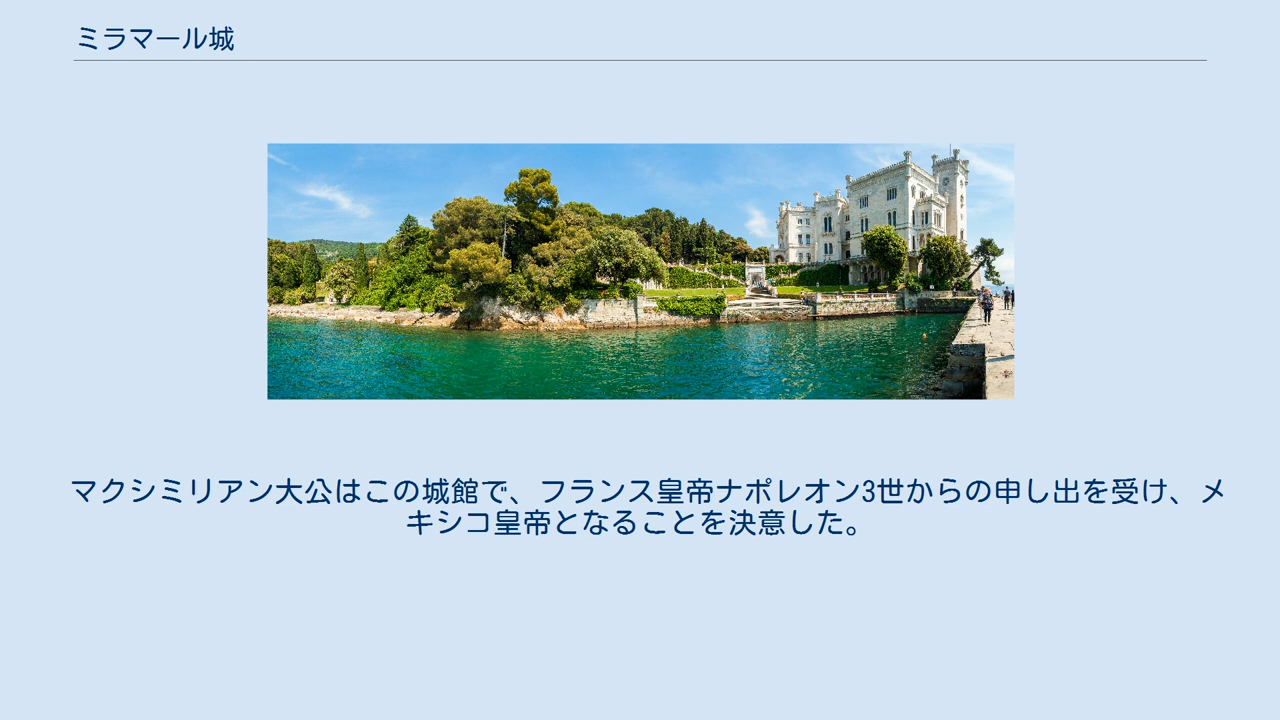 ミラマール城
マクシミリアン大公はこの城館で、フランス皇帝ナポレオン3世からの申し出を受け、メ
キシコ皇帝となることを決意した。